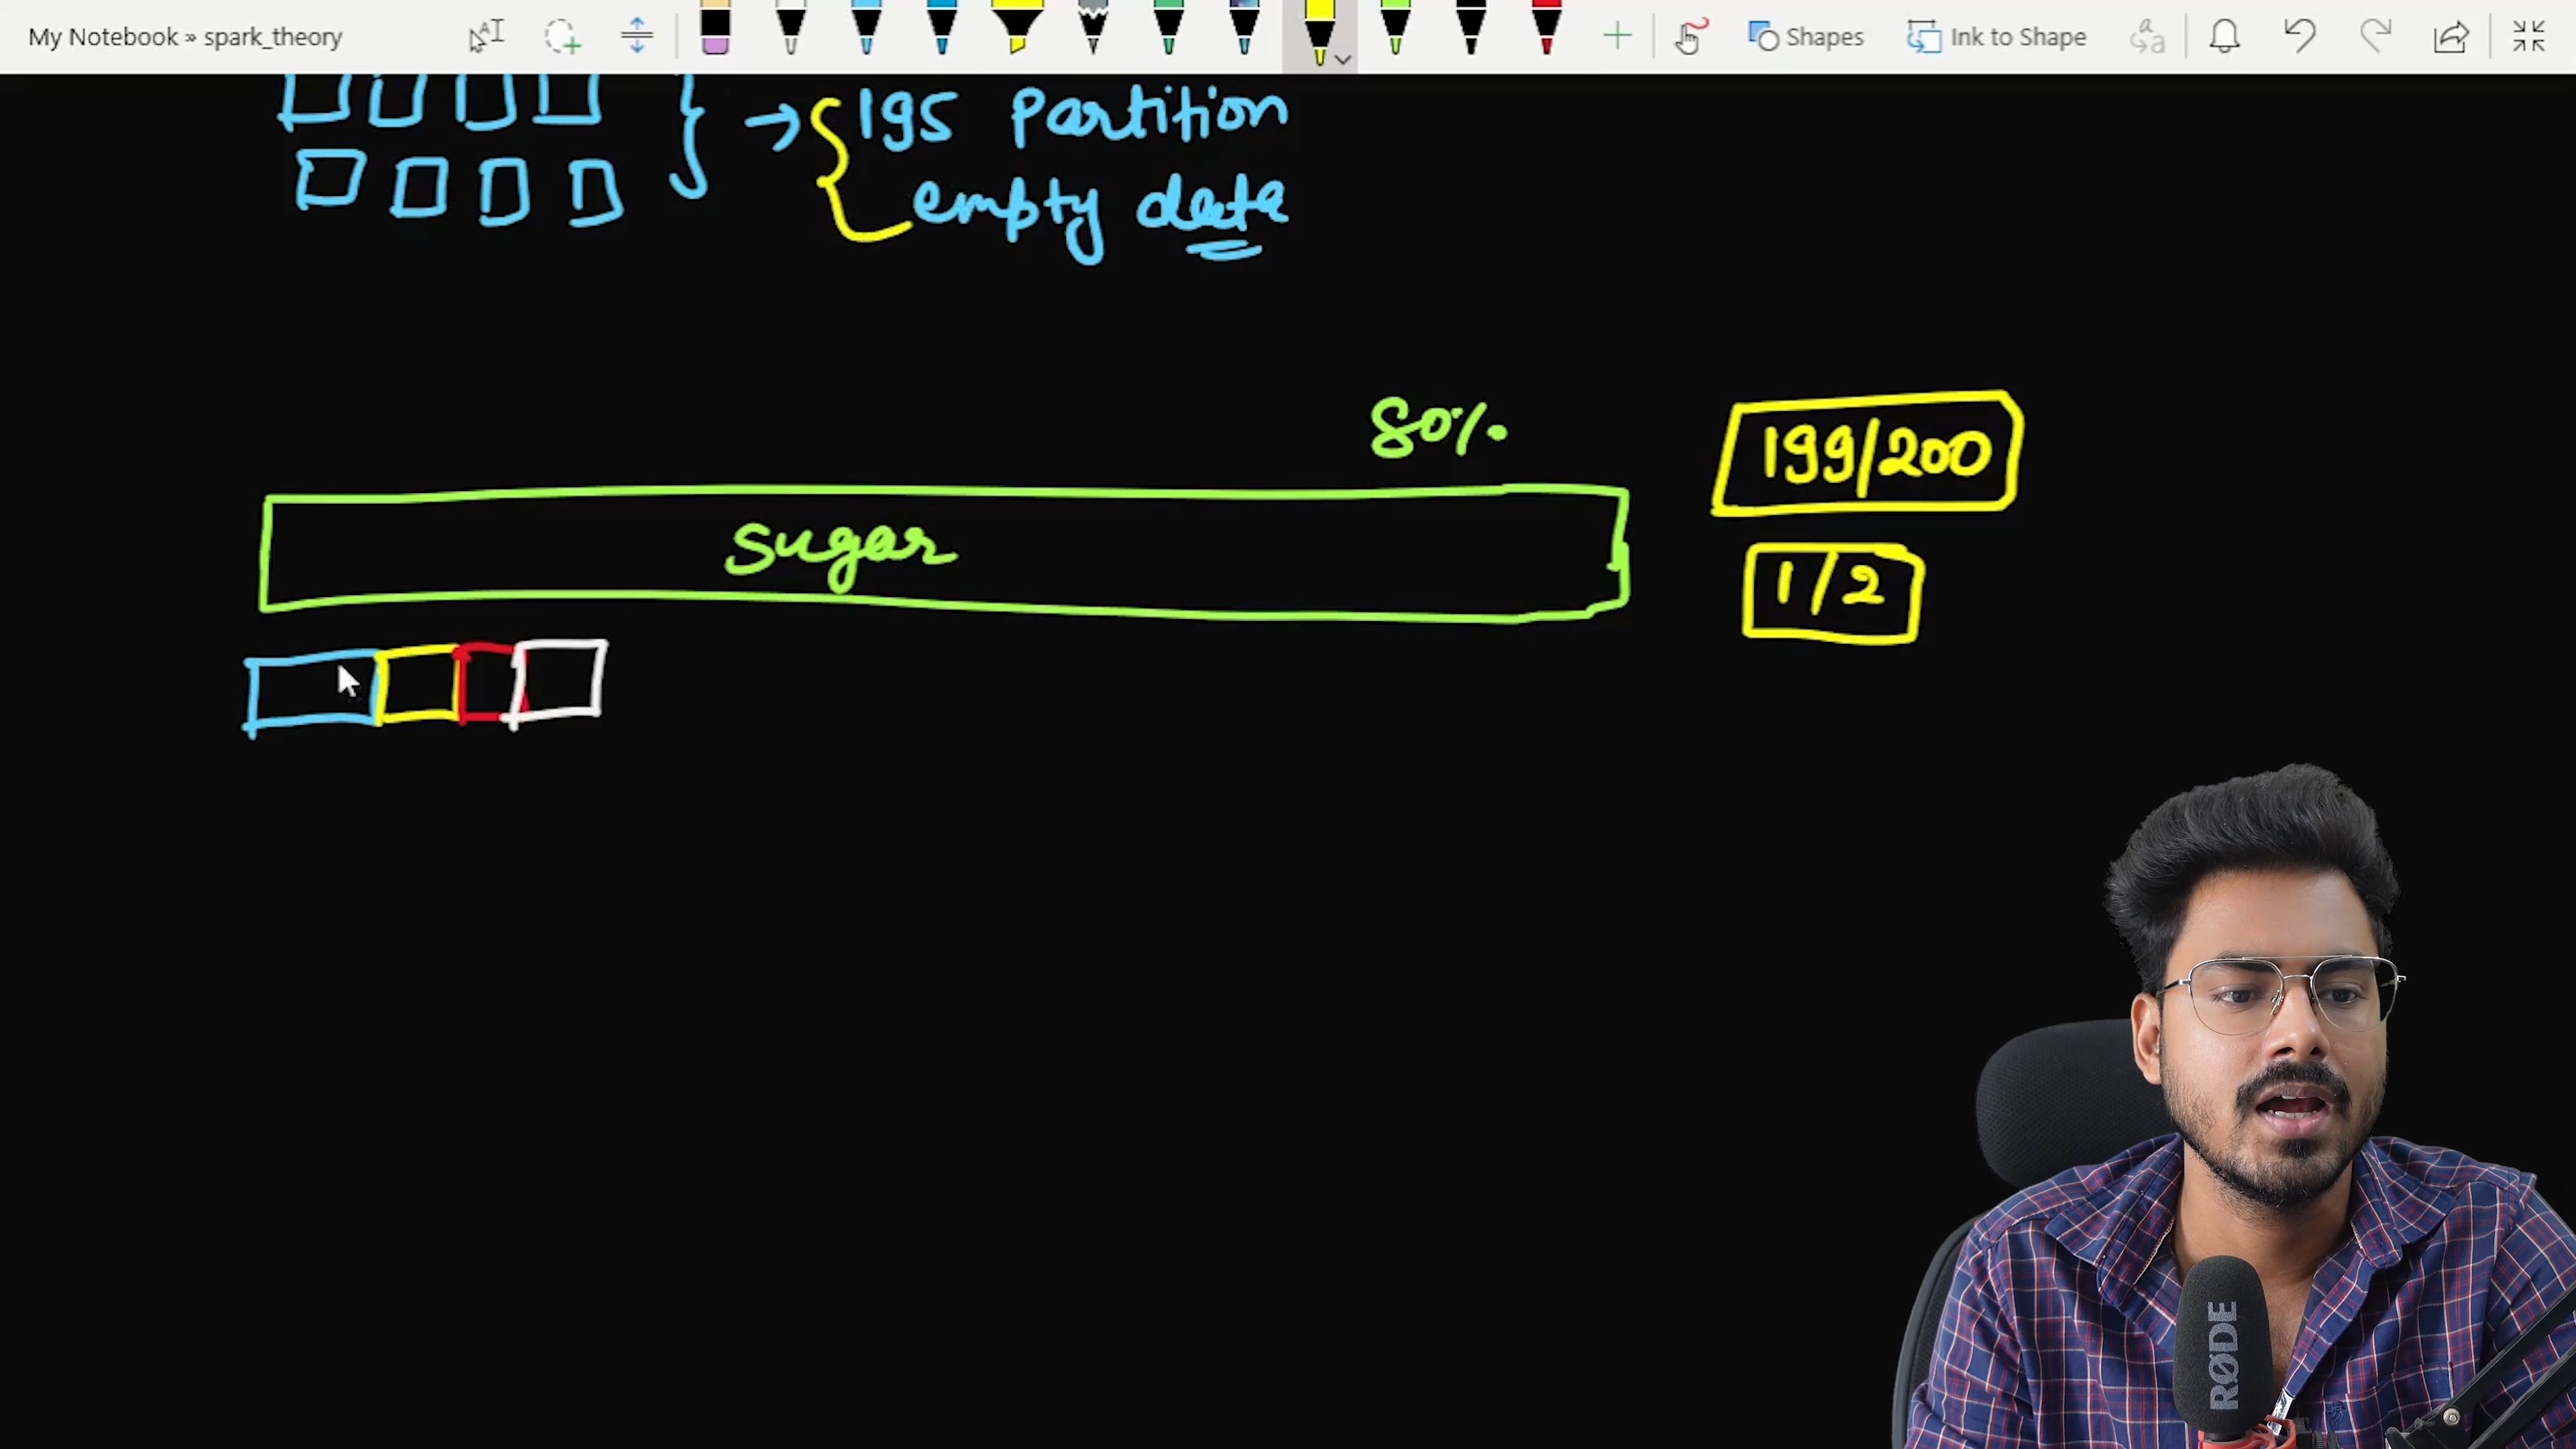 My Notebook » spark_theory
Shapes
Ink to Shape
→ 195 Partition
empty data
80%
199/200
sugar
1/2
RØDE